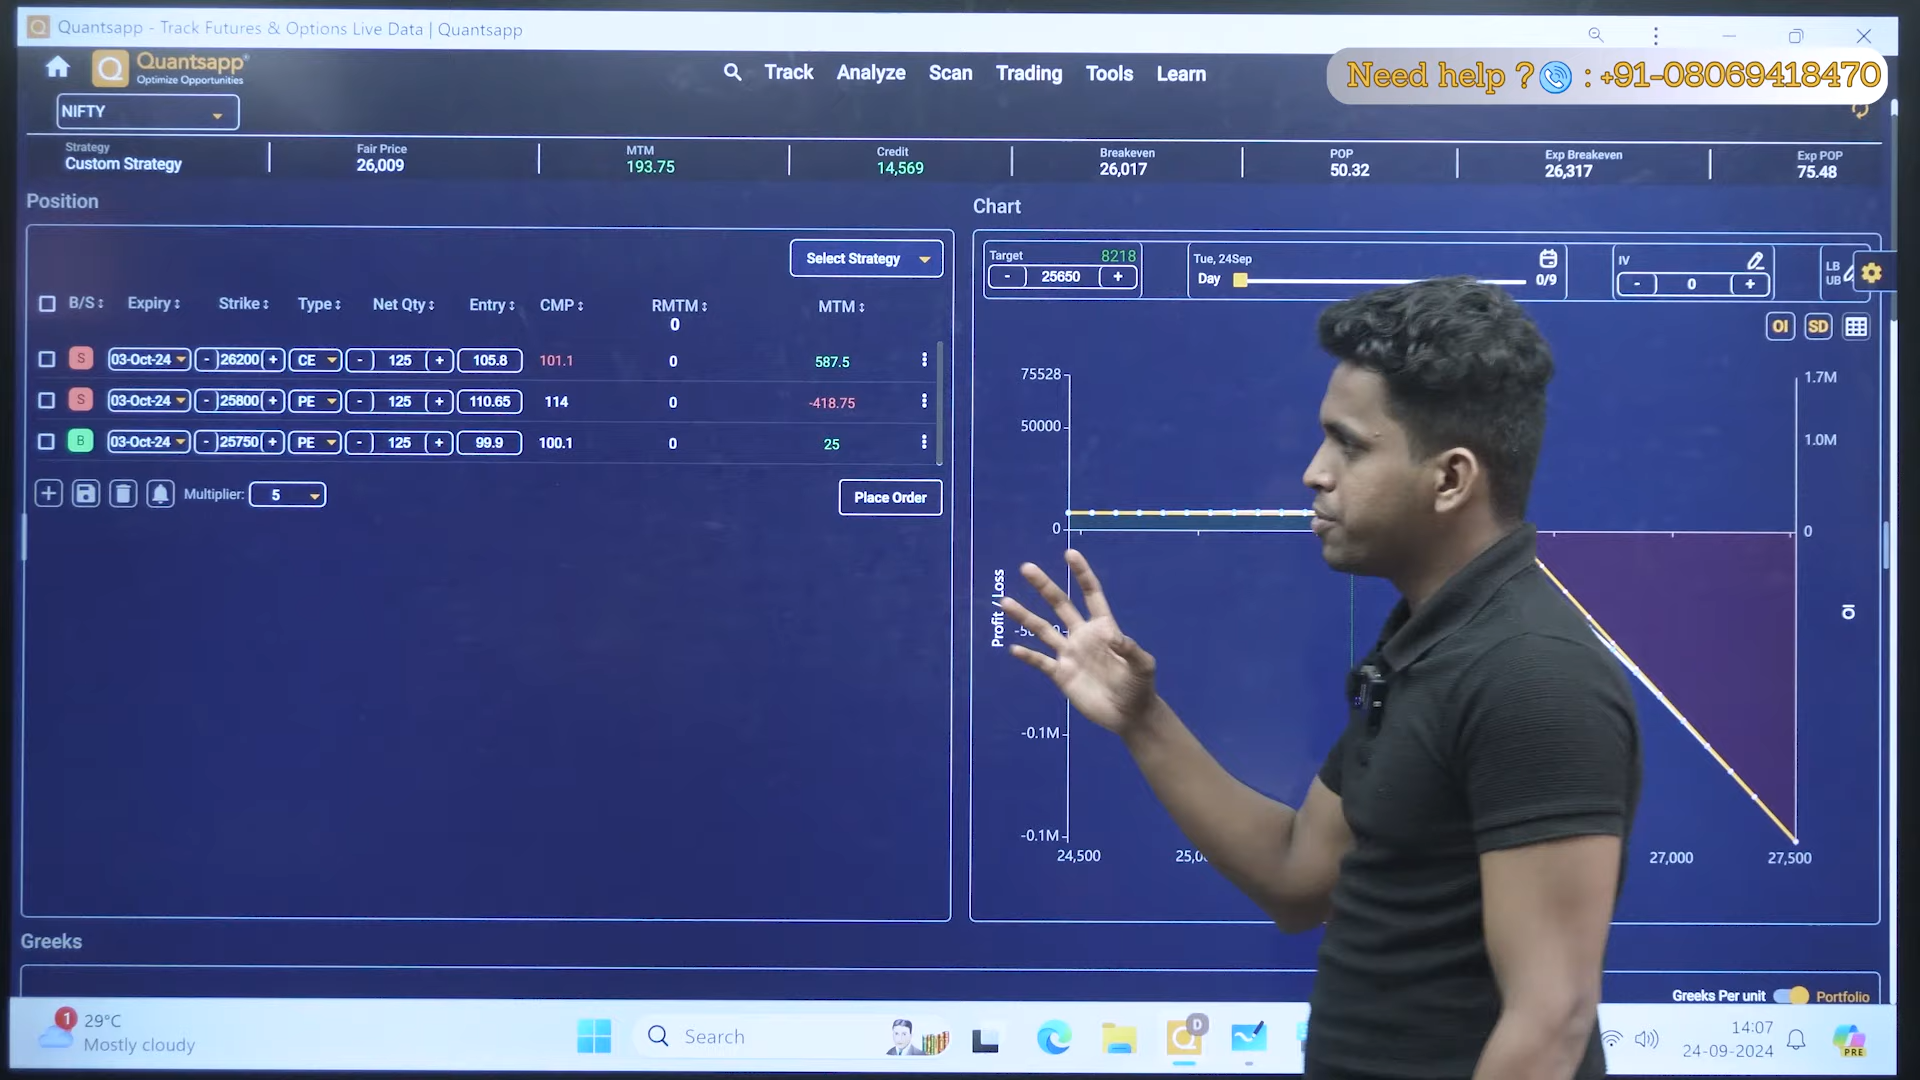 Quantsapp - Track Futures & Options Live Data | Quantsapp
Quantsapp
Optimize Opportunities
Track Analyze Scan Trading Tools Learn
Need help ? : +91-08069418470
NIFTY
Strategy
Custom Strategy
Fair Price
26,009
MTM
193.75
Credit
14,569
Breakeven
26,017
POP
50.32
Exp Breakeven
26,317
Exp POP
75.48
Position
Select Strategy
B/S Expiry Strike Type Net Qty Entry CMP RMTM MTM
0
S 03-Oct-24 - 26200 + CE - 125 + 105.8 101.1 0 587.5
S 03-Oct-24 - 25800 + PE - 125 + 110.65 114 0 -418.75
B 03-Oct-24 - 25750 + PE - 125 + 99.9 100.1 0 25
Multiplier: 5
Place Order
Chart
Target 8218
- 25650 +
Tue, 24Sep
Day 0/9
IV
- 0 +
LB
UB
OI SD
75528
50000
0
-0.1M
-0.1M
Profit / Loss
1.7M
1.0M
0
OI
24,500 27,000 27,500
Greeks
Greeks Per unit Portfolio
1
29°C
Mostly cloudy
Search
D
14:07
24-09-2024
PRE